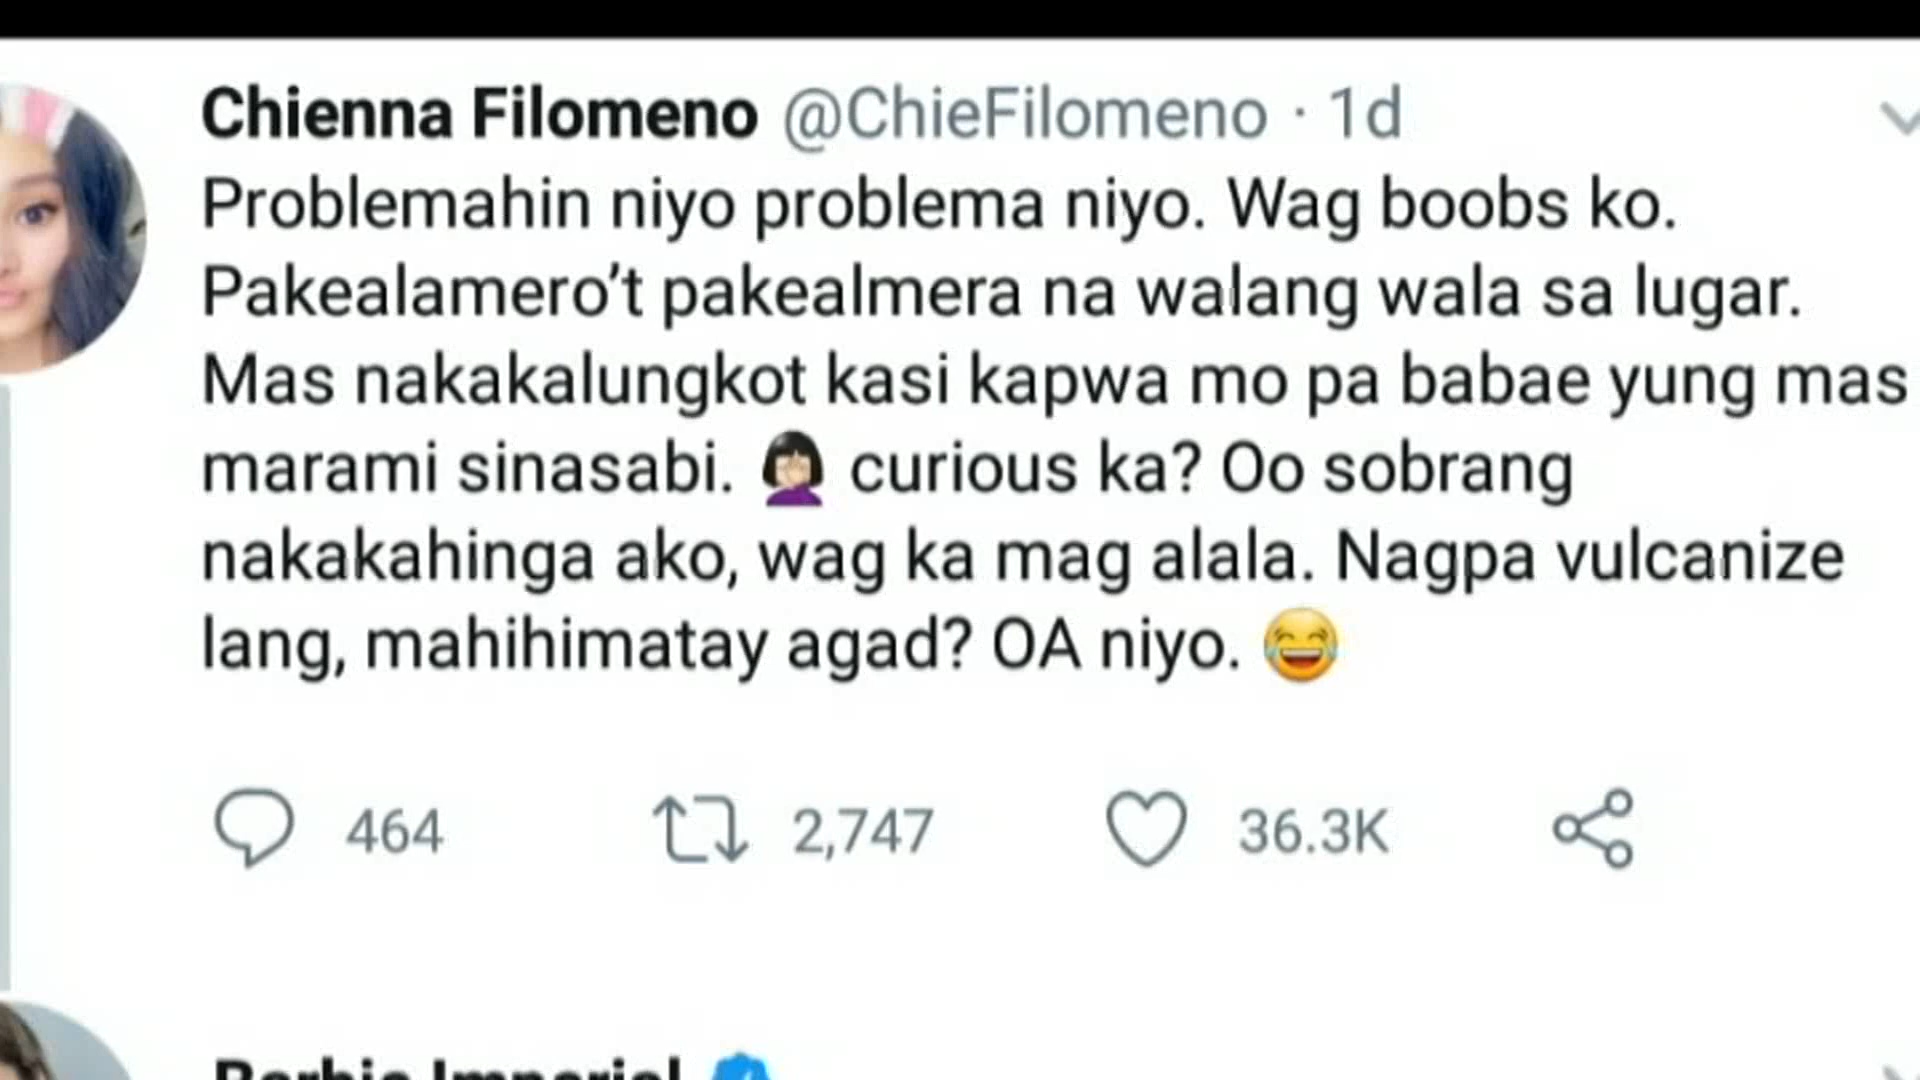 Chienna Filomeno @ChieFilomeno · 1d
Problemahin niyo problema niyo. Wag boobs ko.
Pakealamero't pakealmera na walang wala sa lugar.
Mas nakakalungkot kasi kapwa mo pa babae yung mas
marami sinasabi. 🤦🏻‍♀️ curious ka? Oo sobrang
nakakahinga ako, wag ka mag alala. Nagpa vulcanize
lang, mahihimatay agad? OA niyo. 😂
464 2,747 36.3K
Barbie Imperial